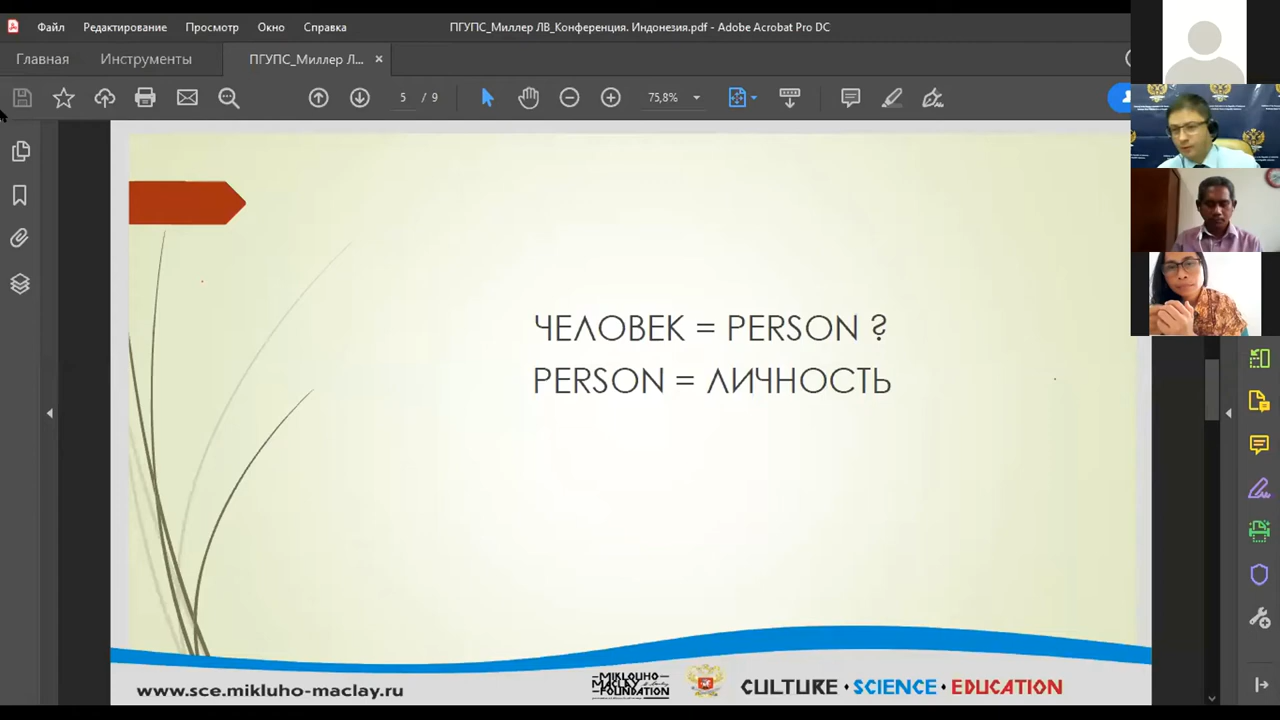 Файл Редактирование Просмотр Окно Справка
ПГУПС_Миллер ЛВ_Конференция. Индонезия.pdf - Adobe Acrobat Pro DC
Главная Инструменты ПГУПС_Миллер Л... ×
5 / 9 75,8%
ЧЕЛОВЕК = PERSON ?
PERSON = ЛИЧНОСТЬ
www.sce.mikluho-maclay.ru
MIKLUHO
MACLAY
FOUNDATION
CULTURE • SCIENCE • EDUCATION